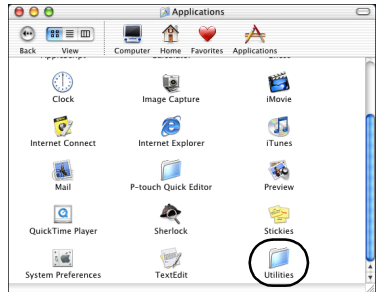 Applications
Back View Computer Home Favorites Applications
Clock Image Capture iMovie
Internet Connect Internet Explorer iTunes
Mail P-touch Quick Editor Preview
QuickTime Player Sherlock Stickies
System Preferences TextEdit Utilities